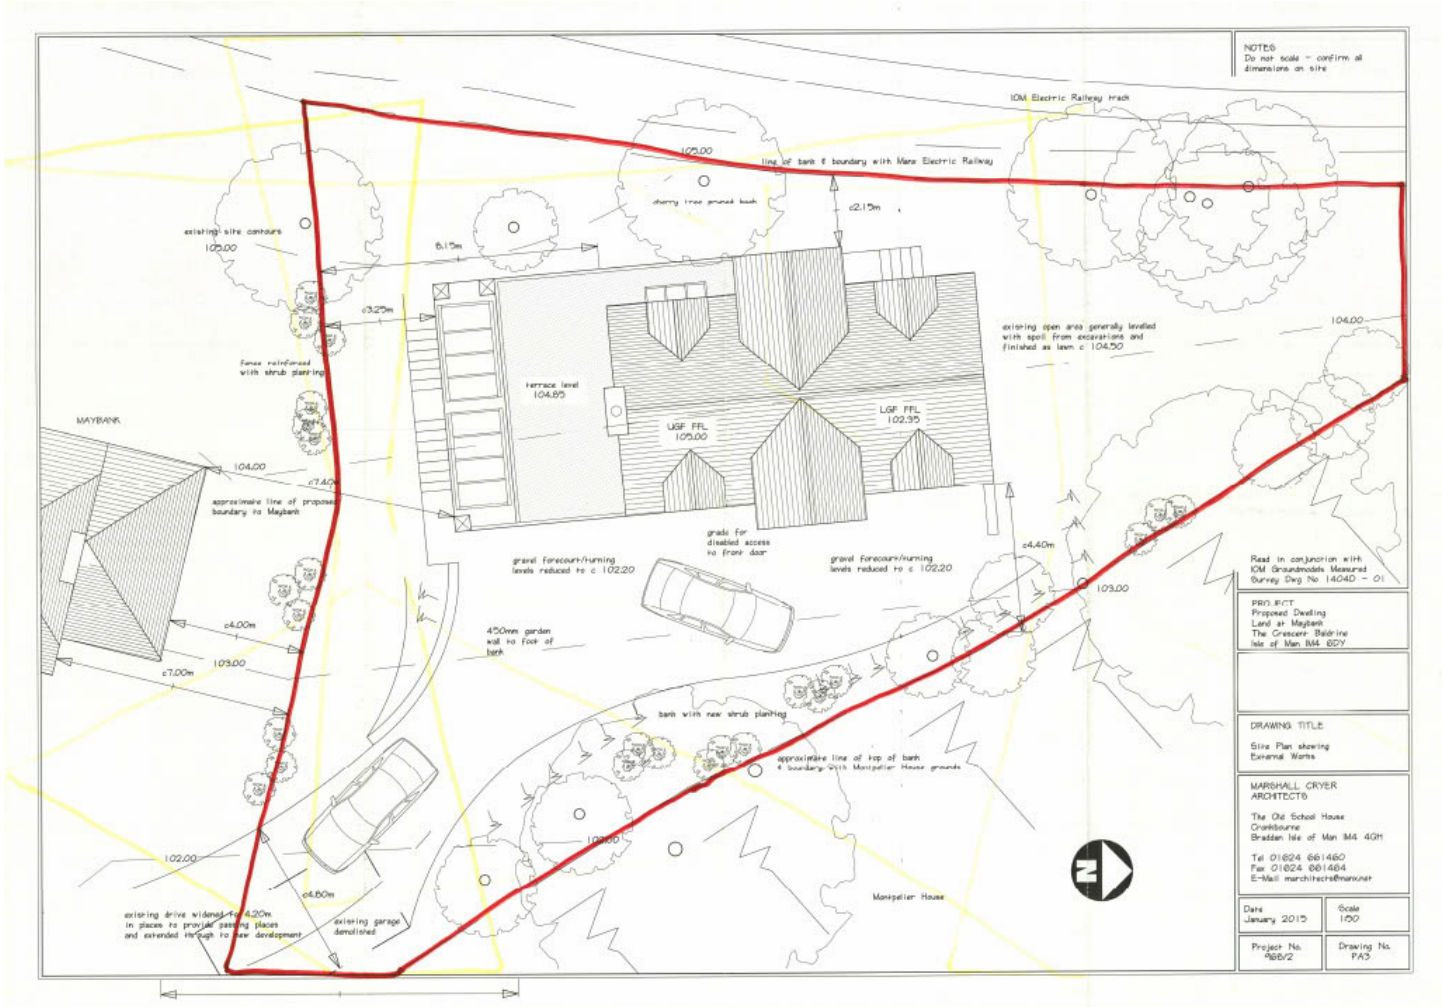 NOTES
Do not scale - confirm all
dimensions on site
IOM Electric Railway track
105.00
line of bank & boundary with Manx Electric Railway
cherry tree pruned back
c2.15m
existing site contours
105.00
6.15m
c3.25m
existing open area generally levelled
with spoil from excavations and
finished as lawn c 104.50
104.00
fence reinforced
with shrub planting
terrace level
104.85
MAYBANK
UGF FFL
105.00
LGF FFL
102.35
104.00
c7.40m
approximate line of proposed
boundary to Maybank
grade for
disabled access
to front door
gravel forecourt/turning
levels reduced to c 102.20
gravel forecourt/turning
levels reduced to c 102.20
c4.40m
103.00
Read in conjunction with
IOM Groundmodels Measured
Survey Dwg No 1404D - 01
PROJECT
Proposed Dwelling
Land at Maybank
The Crescent Baldrine
Isle of Man IM4 6DY
c4.00m
450mm garden
wall to foot of
bank
103.00
c7.00m
bank with new shrub planting
approximate line of top of bank
& boundary with Montpelier House grounds
DRAWING TITLE
Site Plan showing
External Works
MARSHALL CRYER
ARCHITECTS
The Old School House
Cronkbourne
Braddan Isle of Man IM4 4QH
Tel 01624 661460
Fax 01624 661464
E-Mail marchitects@manx.net
102.00
102.00
c4.80m
existing drive widened to 4.20m
in places to provide passing places
and extended through to new development
existing garage
demolished
Montpelier House
N
Date
January 2015
Scale
1:50
Project No.
968/2
Drawing No.
PA3